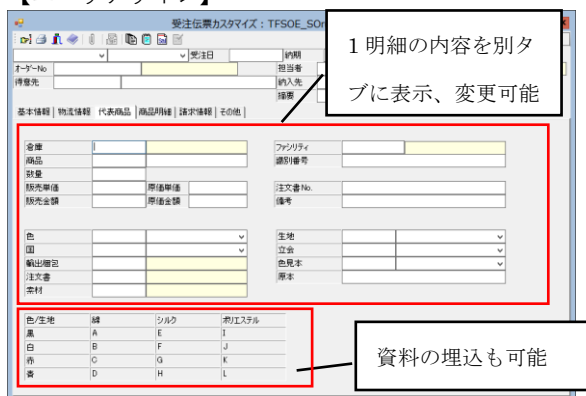 受注伝票カスタマイズ：TFSOE_SOr
1明細の内容を別タブに表示、変更可能
受注日
納期
オーダーNo
担当者
得意先
納入先
摘要
基本情報 物流情報 代表商品 商品明細 請求情報 その他
倉庫
ファシリティ
商品
識別番号
数量
販売単価
原価単価
注文書No.
販売金額
原価金額
備考
色
生地
国
立会
輸出梱包
色見本
注文書
原本
素材
色/生地 綿 シルク ポリエステル
黒 A E I
白 B F J
赤 C G K
青 D H L
資料の埋込も可能